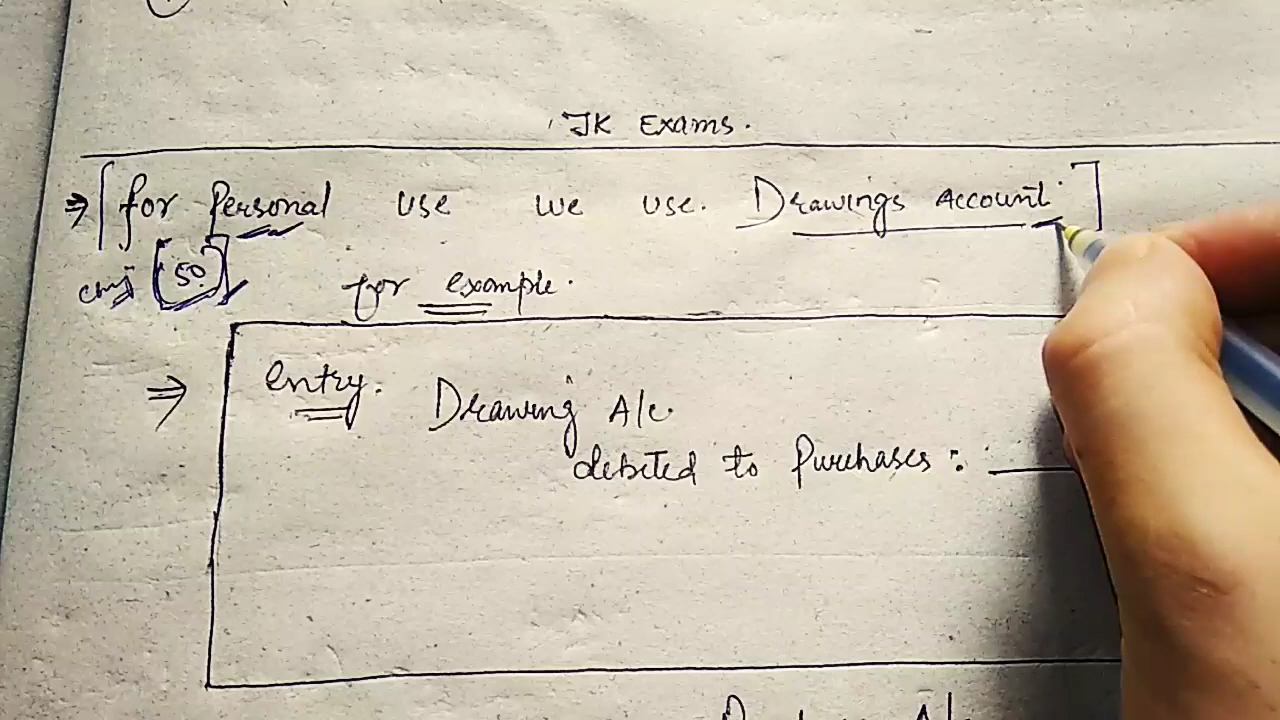 JK Exams.
⇒ [for Personal use we use. Drawings Account]
[50] for example.
⇒ Entry. Drawing A/c
debited to Purchases :
A/c